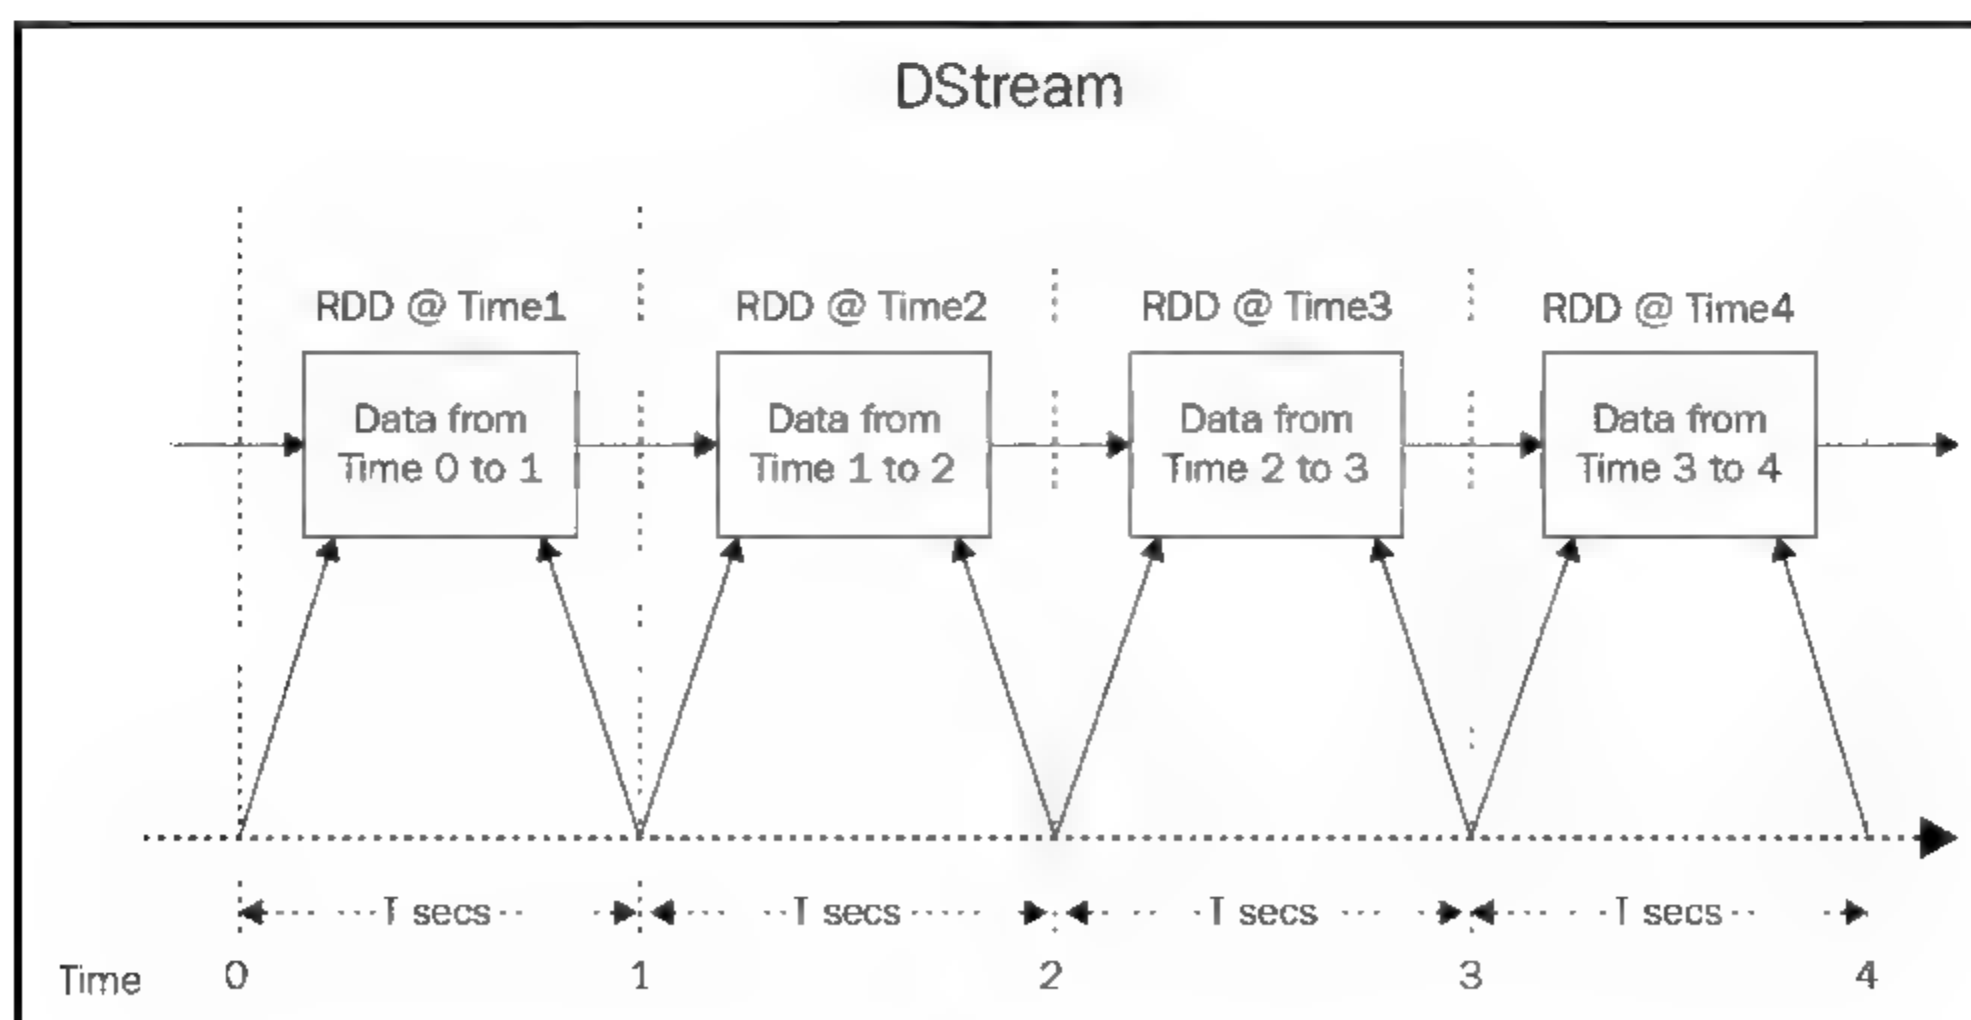 DStream
RDD @ Time1
RDD @ Time2
RDD @ Time3
RDD @ Time4
Data from
Time 0 to 1
Data from
Time 1 to 2
Data from
Time 2 to 3
Data from
Time 3 to 4
T secs
T secs
T secs
T secs
Time 0 1 2 3 4